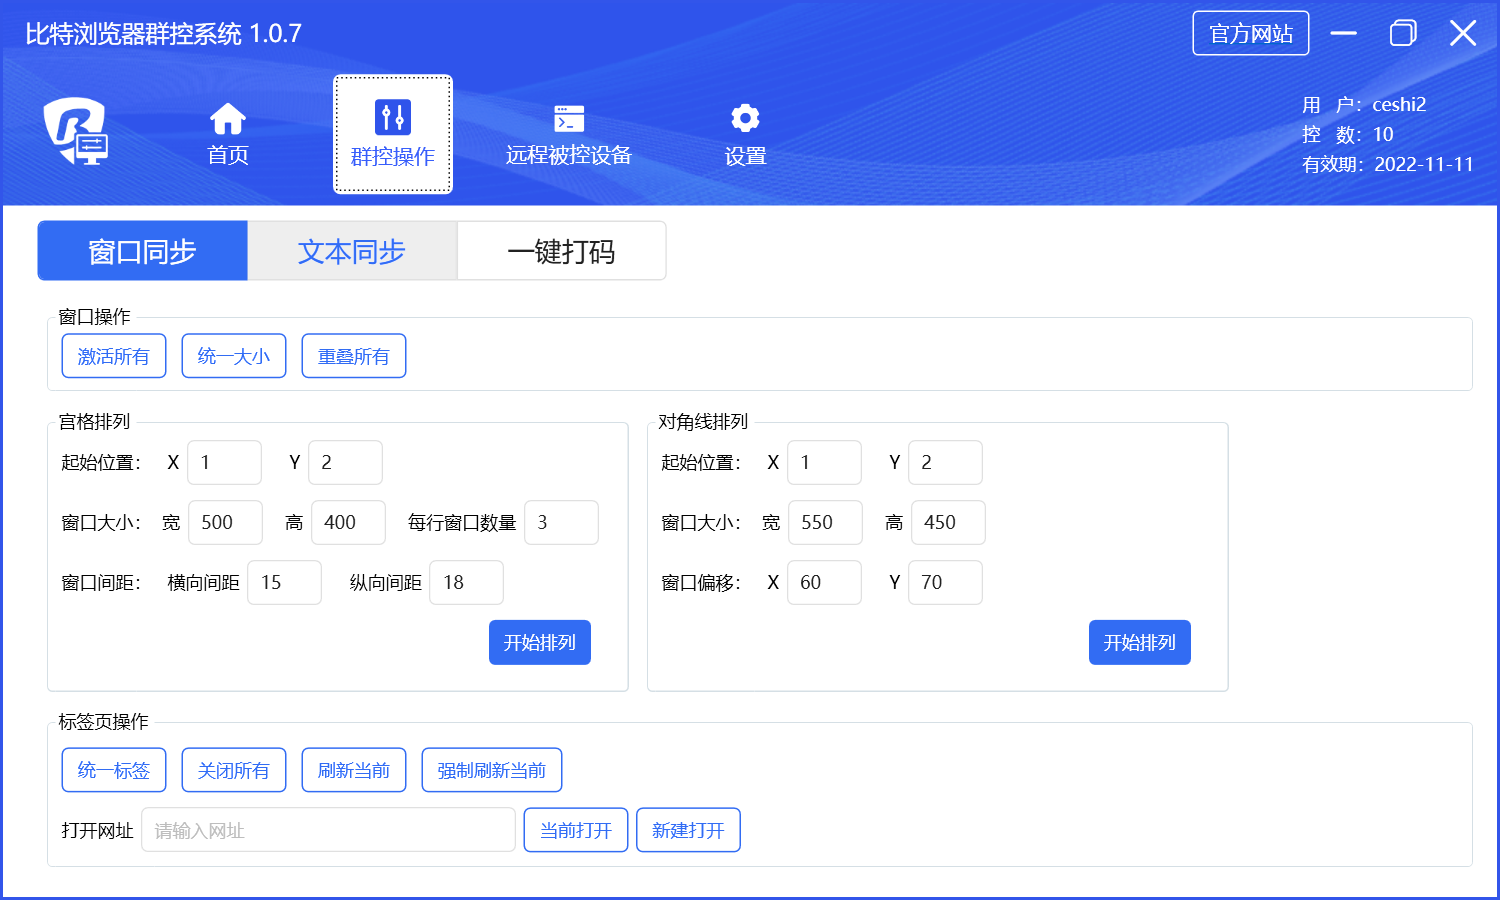 比特浏览器群控系统 1.0.7
官方网站
首页
群控操作
远程被控设备
设置
用 户：ceshi2
控 数：10
有效期：2022-11-11
窗口同步
文本同步
一键打码
窗口操作
激活所有
统一大小
重叠所有
宫格排列
起始位置： X 1 Y 2
窗口大小： 宽 500 高 400 每行窗口数量 3
窗口间距： 横向间距 15 纵向间距 18
开始排列
对角线排列
起始位置： X 1 Y 2
窗口大小： 宽 550 高 450
窗口偏移： X 60 Y 70
开始排列
标签页操作
统一标签
关闭所有
刷新当前
强制刷新当前
打开网址 请输入网址 当前打开 新建打开